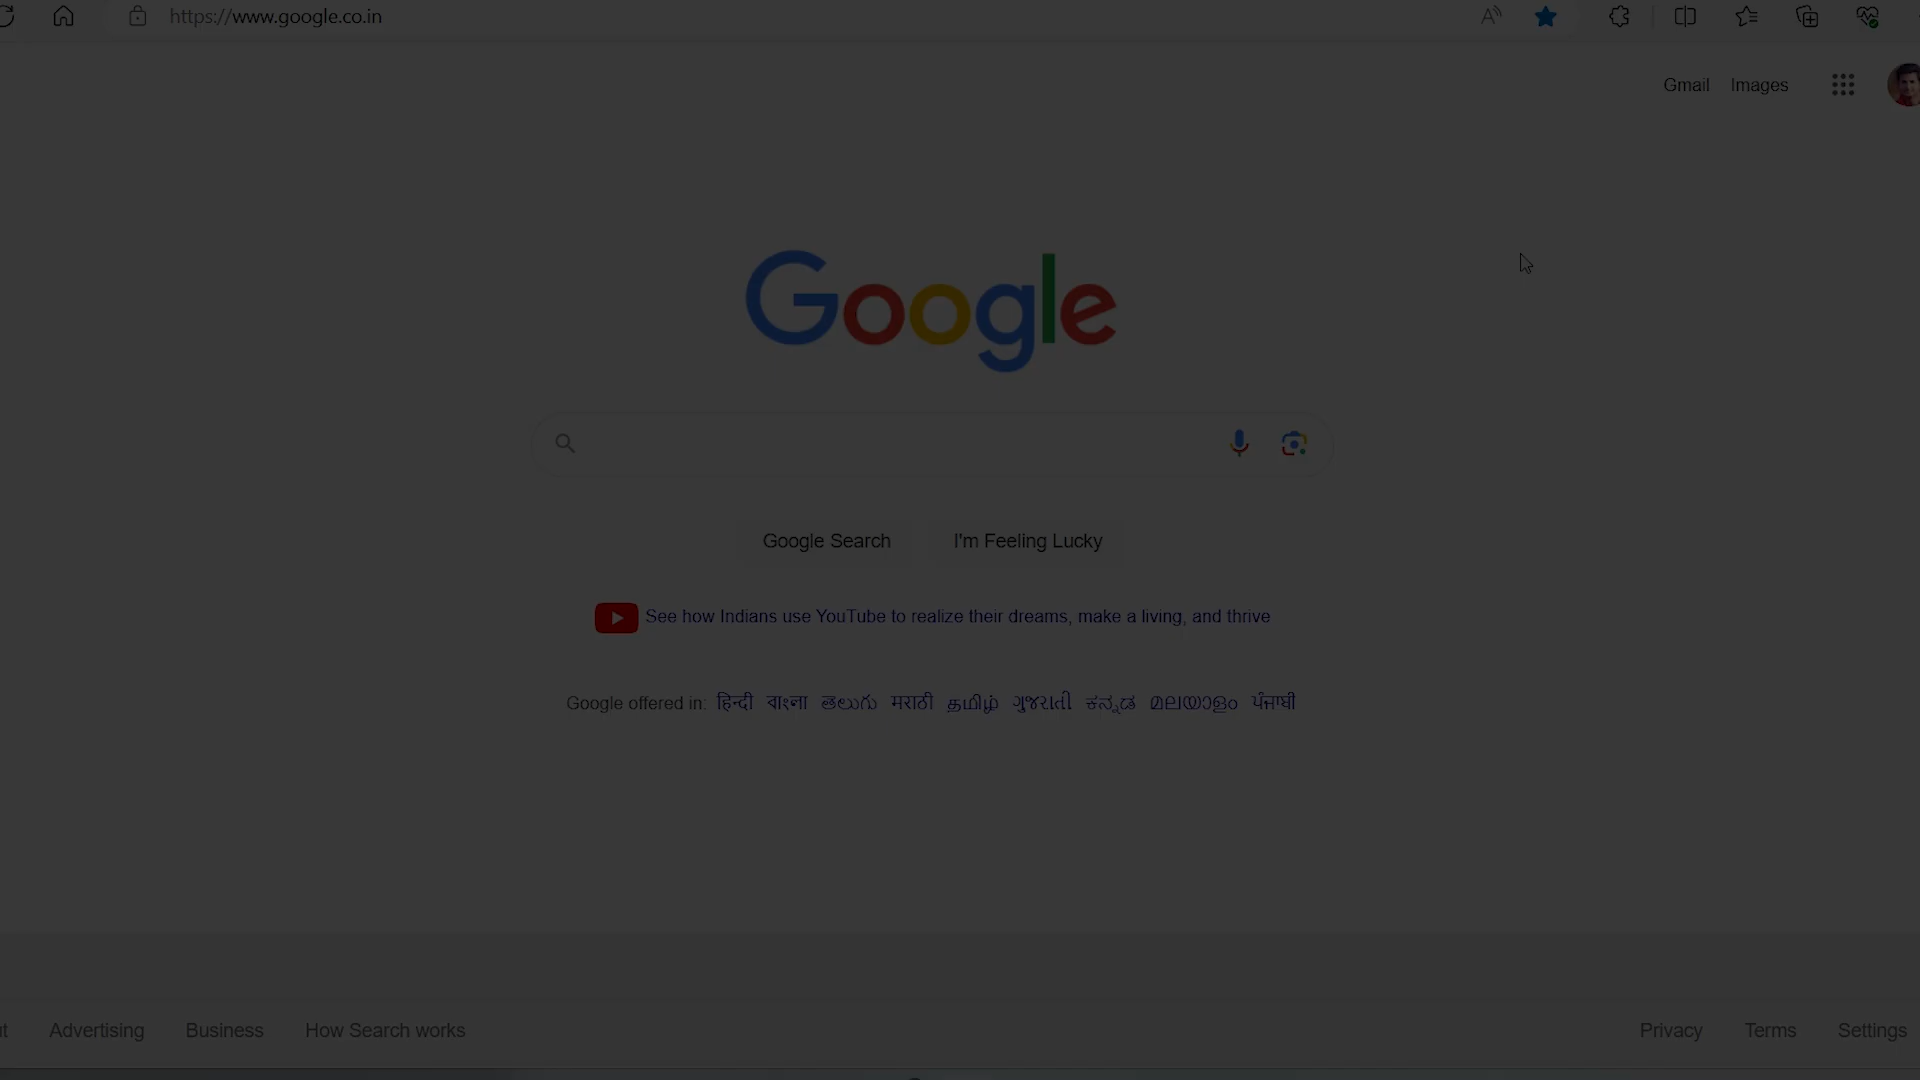 https://www.google.co.in
Gmail Images
Google
Google Search I'm Feeling Lucky
See how Indians use YouTube to realize their dreams, make a living, and thrive
Google offered in: हिन्दी বাংলা తెలుగు मराठी தமிழ் ગુજરાતી ಕನ್ನಡ മലയാളം ਪੰਜਾਬੀ
Advertising Business How Search works Privacy Terms Settings